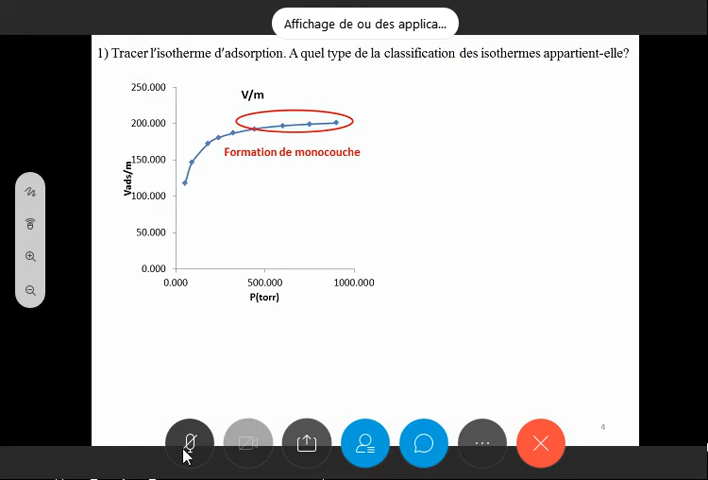 Affichage de ou des applica...
1) Tracer l'isotherme d'adsorption. A quel type de la classification des isothermes appartient-elle?
V/m
250.000
200.000
150.000
100.000
50.000
0.000
Vads/m
Formation de monocouche
0.000 500.000 1000.000
P(torr)
4